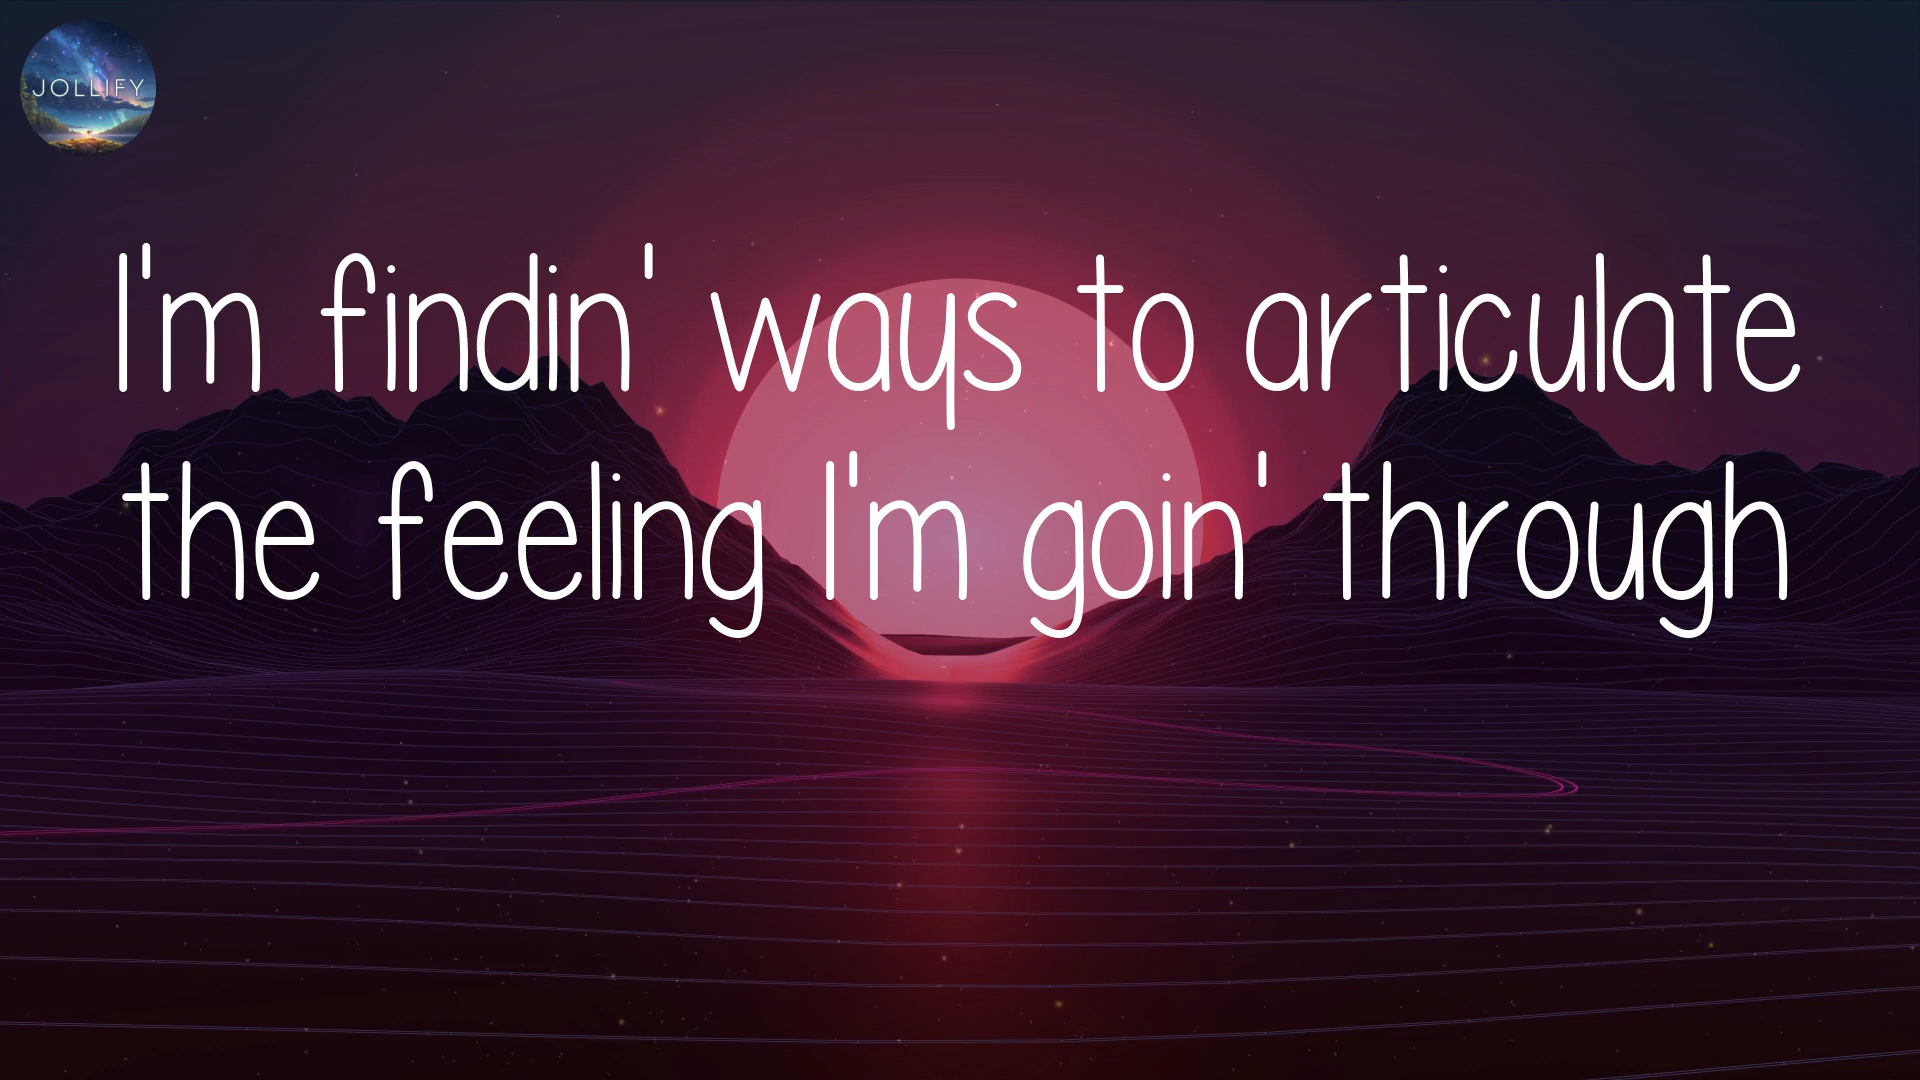 JOLLIFY
I'm findin' ways to articulate
the feeling I'm goin' through